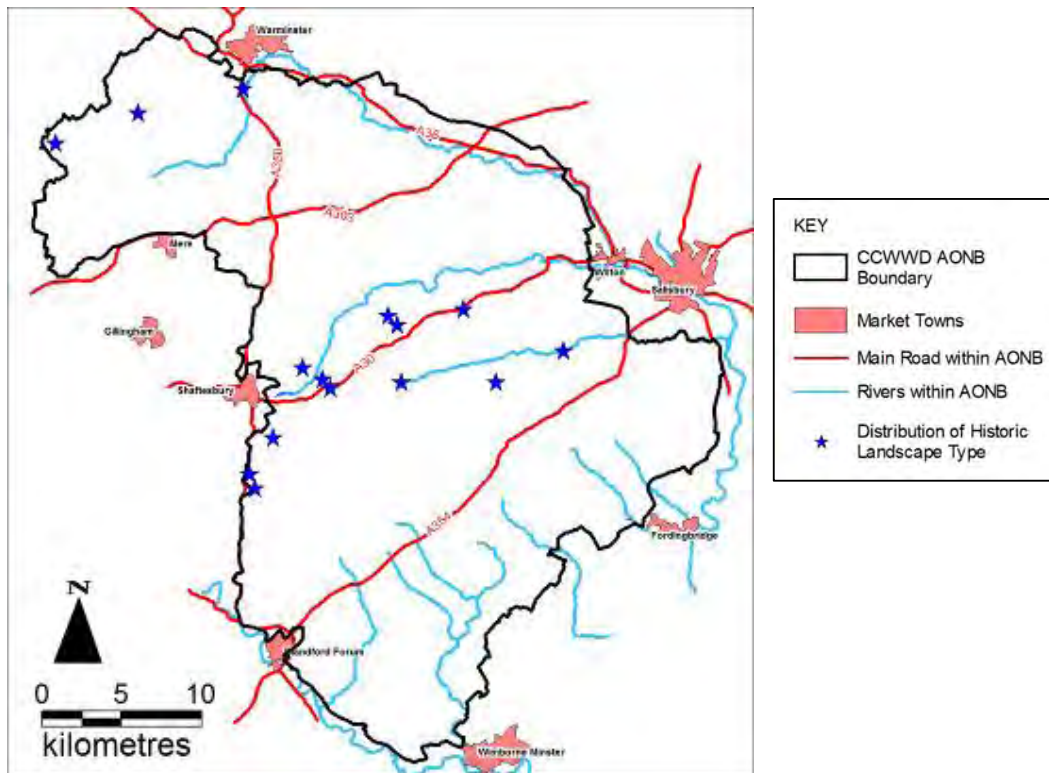 Warminster
A36
A350
A303
Mere
Wilton
Salisbury
Gillingham
A30
Shaftesbury
A354
Fordingbridge
N
Blandford Forum
0 5 10
kilometres
Wimborne Minster
KEY
CCWWD AONB
Boundary
Market Towns
Main Road within AONB
Rivers within AONB
Distribution of Historic
Landscape Type